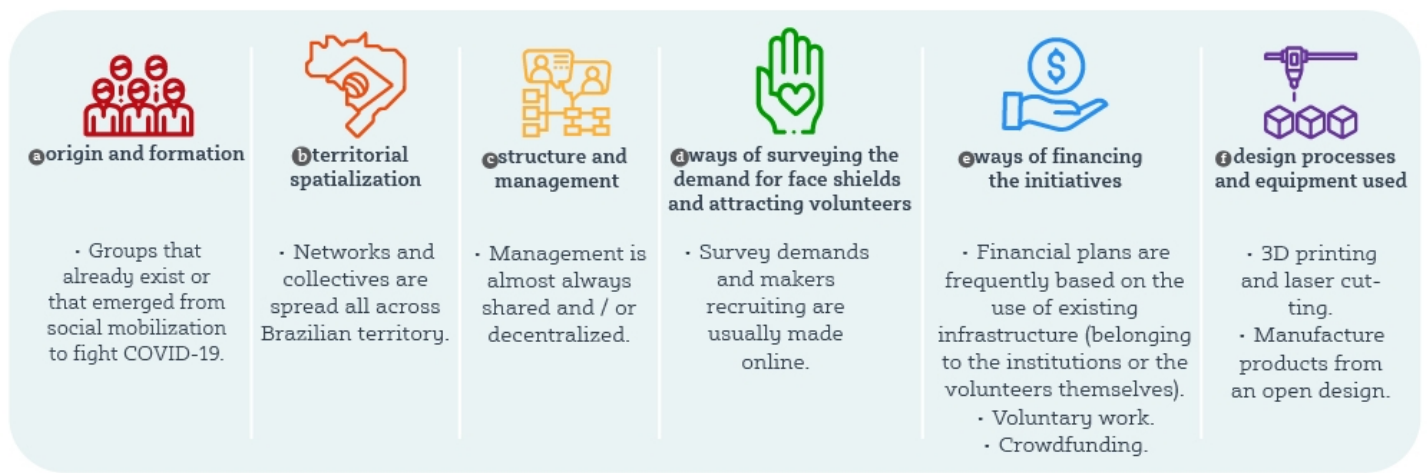 a origin and formation
• Groups that
already exist or
that emerged from
social mobilization
to fight COVID-19.
b territorial
spatialization
• Networks and
collectives are
spread all across
Brazilian territory.
c structure and
management
• Management is
almost always
shared and / or
decentralized.
d ways of surveying the
demand for face shields
and attracting volunteers
• Survey demands
and makers
recruiting are
usually made
online.
e ways of financing
the initiatives
• Financial plans are
frequently based on the
use of existing
infrastructure (belonging
to the institutions or the
volunteers themselves).
• Voluntary work.
• Crowdfunding.
f design processes
and equipment used
• 3D printing
and laser cut-
ting.
• Manufacture
products from
an open design.
$